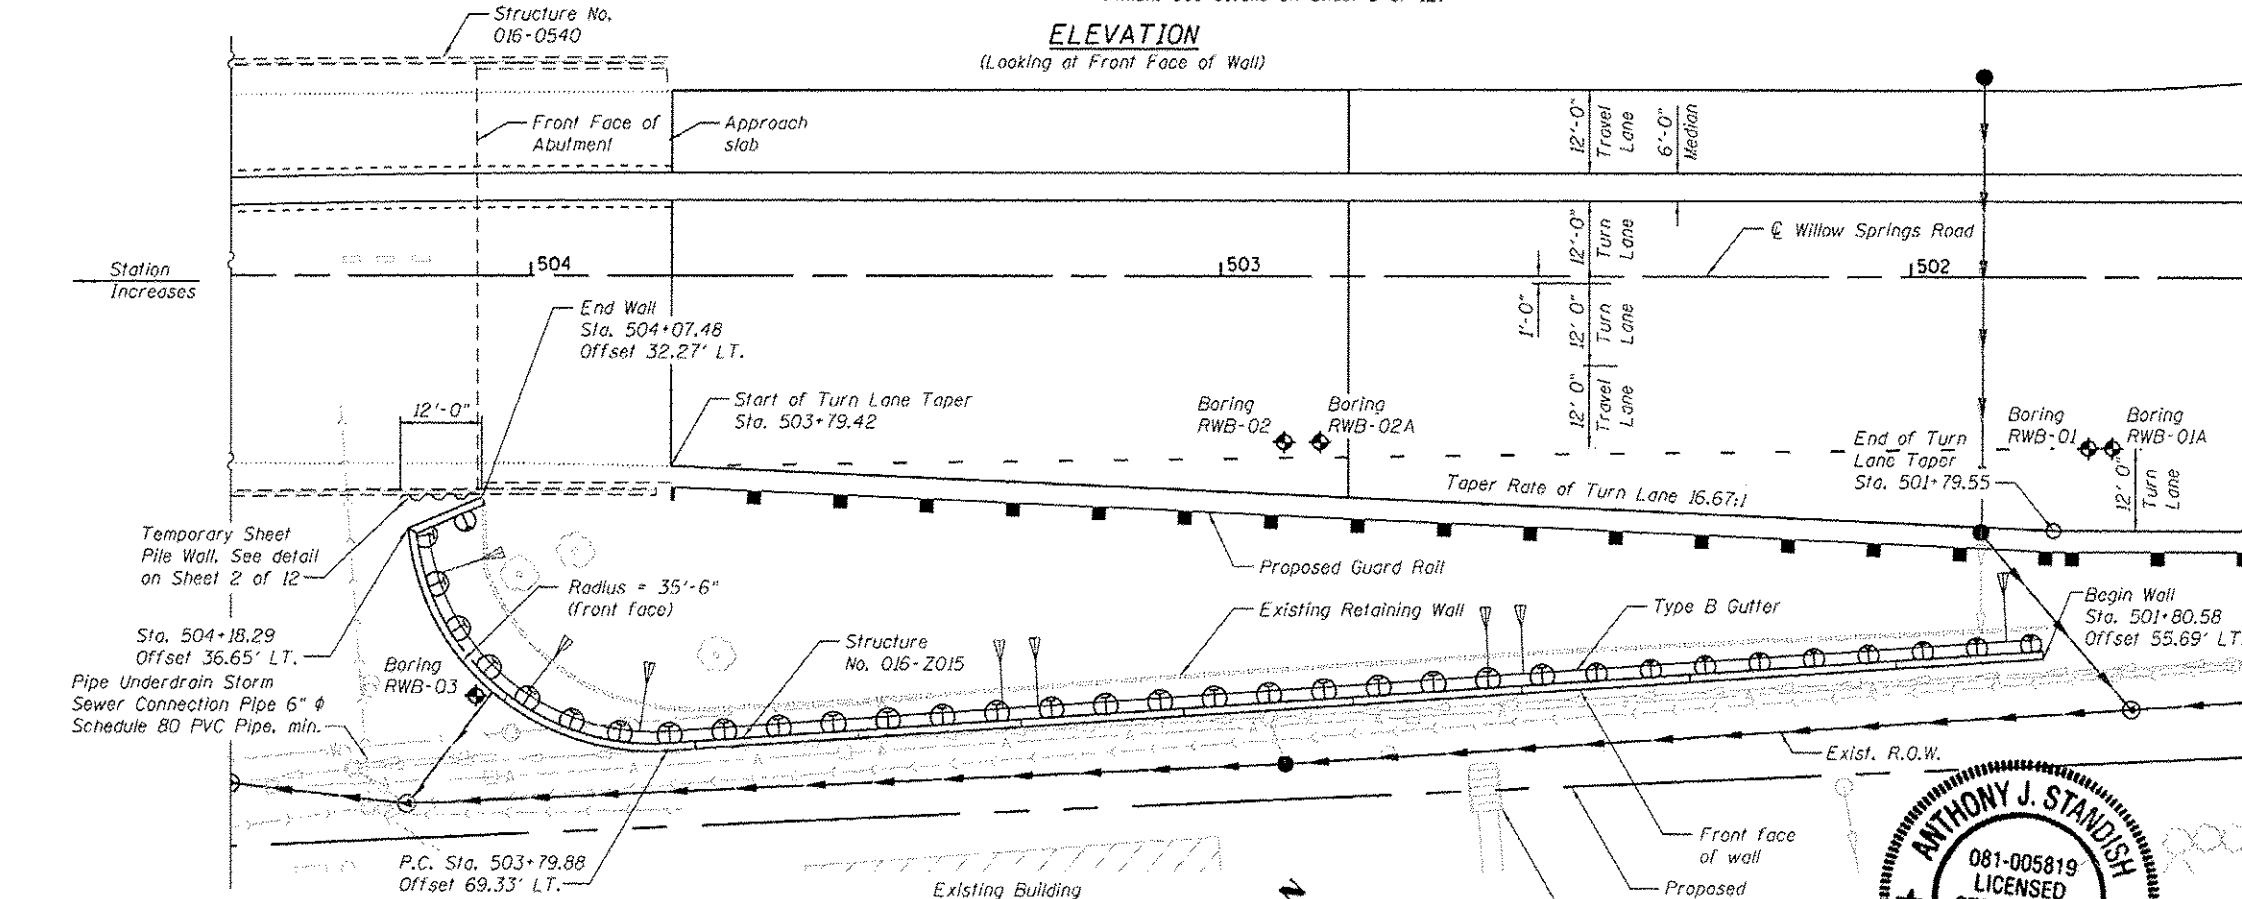 Structure No.
016-0540
ELEVATION
(Looking at Front Face of Wall)
Front Face of
Abutment
Approach
slab
12'-0"
Travel
Lane
6'-0"
Median
Station
Increases
504
503
502
12'-0"
Turn
Lane
℄ Willow Springs Road
End Wall
Sta. 504+07.48
Offset 32.27' LT.
1'-0"
12' 0"
Turn
Lane
12'-0"
Start of Turn Lane Taper
Sta. 503+79.42
Boring
RWB-02
Boring
RWB-02A
12' 0"
Travel
Lane
Boring
RWB-01
Boring
RWB-01A
End of Turn
Lane Taper
Sta. 501+79.55
12' 0"
Turn
Lane
Taper Rate of Turn Lane 16.67:1
Temporary Sheet
Pile Wall. See detail
on Sheet 2 of 12
Proposed Guard Rail
Radius = 35'-6"
(front face)
Existing Retaining Wall
Type B Gutter
Begin Wall
Sta. 501+80.58
Offset 55.69' LT.
Sta. 504+18.29
Offset 36.65' LT.
Structure
No. 016-Z015
Boring
RWB-03
Pipe Underdrain Storm
Sewer Connection Pipe 6" φ
Schedule 80 PVC Pipe, min.
Exist. R.O.W.
P.C. Sta. 503+79.88
Offset 69.33' LT.
Front face
of wall
Existing Building
Proposed
ANTHONY J. STANDISH
081-005819
LICENSED